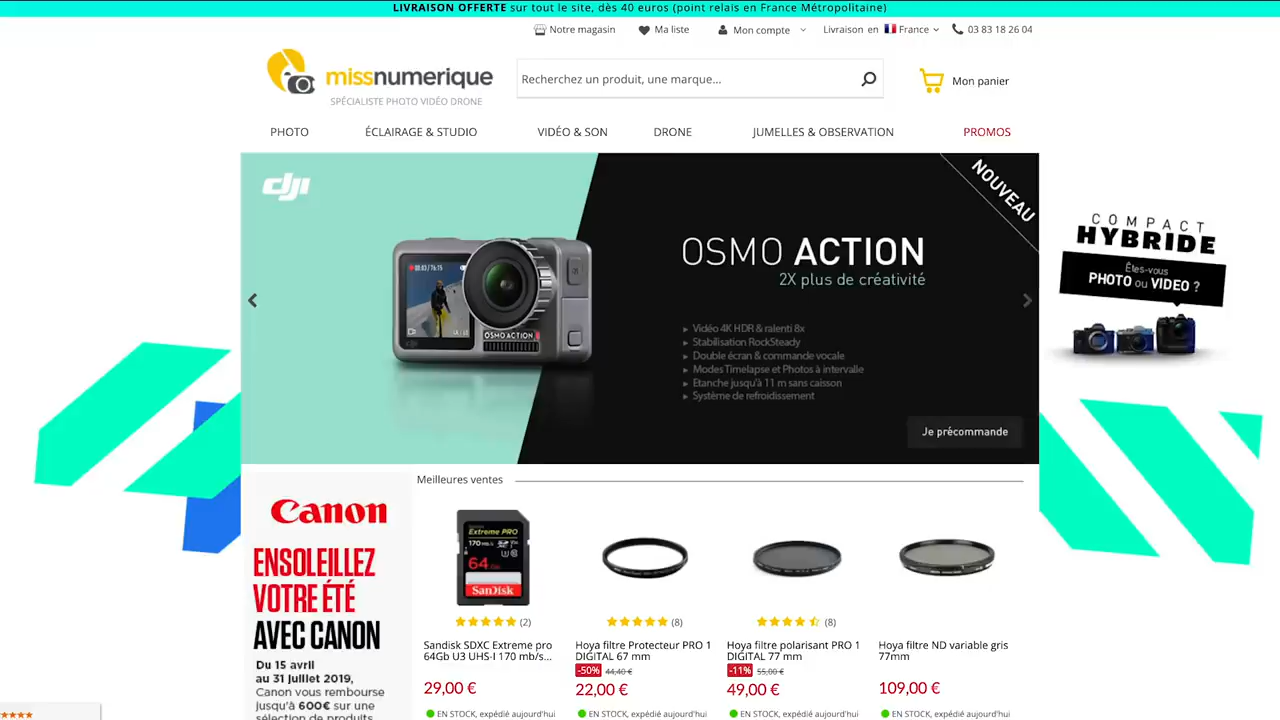 LIVRAISON OFFERTE sur tout le site, dès 40 euros (point relais en France Métropolitaine)
Notre magasin
Ma liste
Mon compte
Livraison en France
03 83 18 26 04
missnumerique
SPÉCIALISTE PHOTO VIDÉO DRONE
Recherchez un produit, une marque...
Mon panier
PHOTO
ÉCLAIRAGE & STUDIO
VIDÉO & SON
DRONE
JUMELLES & OBSERVATION
PROMOS
dji
NOUVEAU
OSMO ACTION
2X plus de créativité
Vidéo 4K HDR & ralenti 8x
Stabilisation RockSteady
Double écran & commande vocale
Modes Timelapse et Photos à intervalle
Etanche jusqu'à 11 m sans caisson
Système de refroidissement
Je précommande
OSMO ACTION
COMPACT
HYBRIDE
Êtes-vous
PHOTO ou VIDEO ?
Canon
ENSOLEILLEZ
VOTRE ÉTÉ
AVEC CANON
Du 15 avril
au 31 juillet 2019,
Canon vous rembourse
jusqu'à 600€ sur une
sélection de produits
Meilleures ventes
Extreme PRO
170 MB/s
64
SanDisk
(2)
Sandisk SDXC Extreme pro
64Gb U3 UHS-I 170 mb/s...
29,00 €
EN STOCK, expédié aujourd'hui
(8)
Hoya filtre Protecteur PRO 1
DIGITAL 67 mm
-50% 44,40 €
22,00 €
EN STOCK, expédié aujourd'hui
(8)
Hoya filtre polarisant PRO 1
DIGITAL 77 mm
-11% 55,00 €
49,00 €
EN STOCK, expédié aujourd'hui
Hoya filtre ND variable gris
77mm
109,00 €
EN STOCK, expédié aujourd'hui